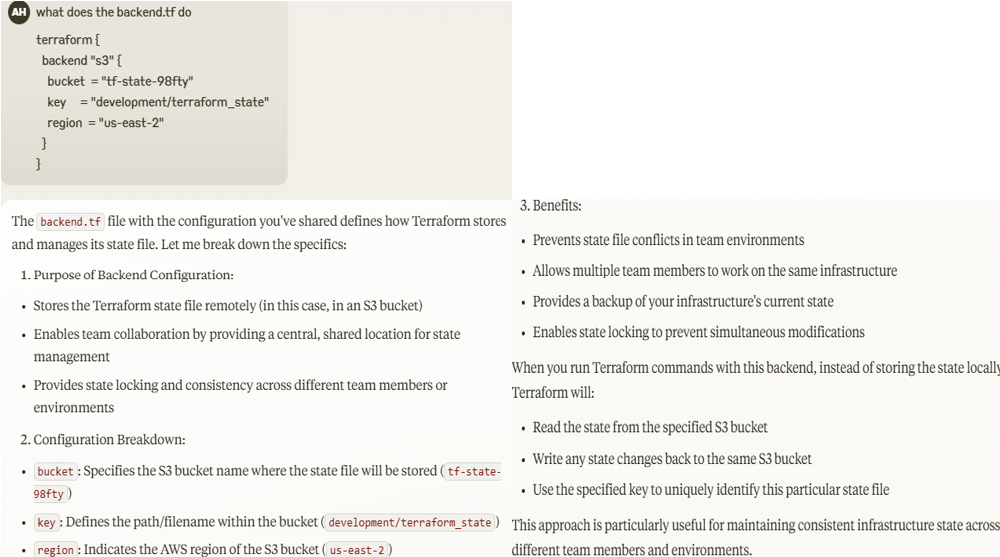 AH what does the backend.tf do
terraform {
backend "s3" {
bucket = "tf-state-98fty"
key = "development/terraform_state"
region = "us-east-2"
}
}
The backend.tf file with the configuration you've shared defines how Terraform stores
and manages its state file. Let me break down the specifics:
1. Purpose of Backend Configuration:
• Stores the Terraform state file remotely (in this case, in an S3 bucket)
• Enables team collaboration by providing a central, shared location for state
management
• Provides state locking and consistency across different team members or
environments
2. Configuration Breakdown:
• bucket: Specifies the S3 bucket name where the state file will be stored (tf-state-
98fty)
• key: Defines the path/filename within the bucket (development/terraform_state)
• region: Indicates the AWS region of the S3 bucket (us-east-2)
3. Benefits:
• Prevents state file conflicts in team environments
• Allows multiple team members to work on the same infrastructure
• Provides a backup of your infrastructure's current state
• Enables state locking to prevent simultaneous modifications
When you run Terraform commands with this backend, instead of storing the state locally
Terraform will:
• Read the state from the specified S3 bucket
• Write any state changes back to the same S3 bucket
• Use the specified key to uniquely identify this particular state file
This approach is particularly useful for maintaining consistent infrastructure state across
different team members and environments.